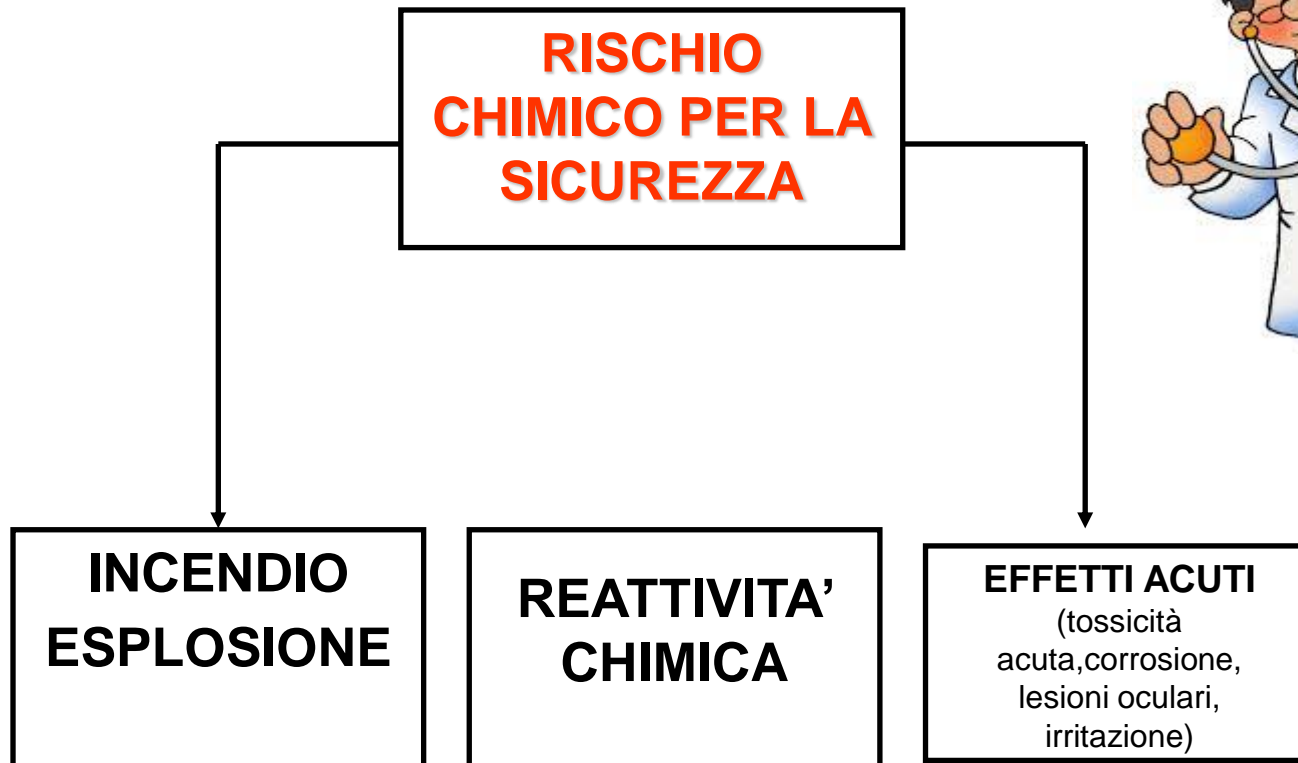 RISCHIO
CHIMICO PER LA
SICUREZZA
INCENDIO
ESPLOSIONE
REATTIVITA’
CHIMICA
EFFETTI ACUTI
(tossicità
acuta,corrosione,
lesioni oculari,
irritazione)